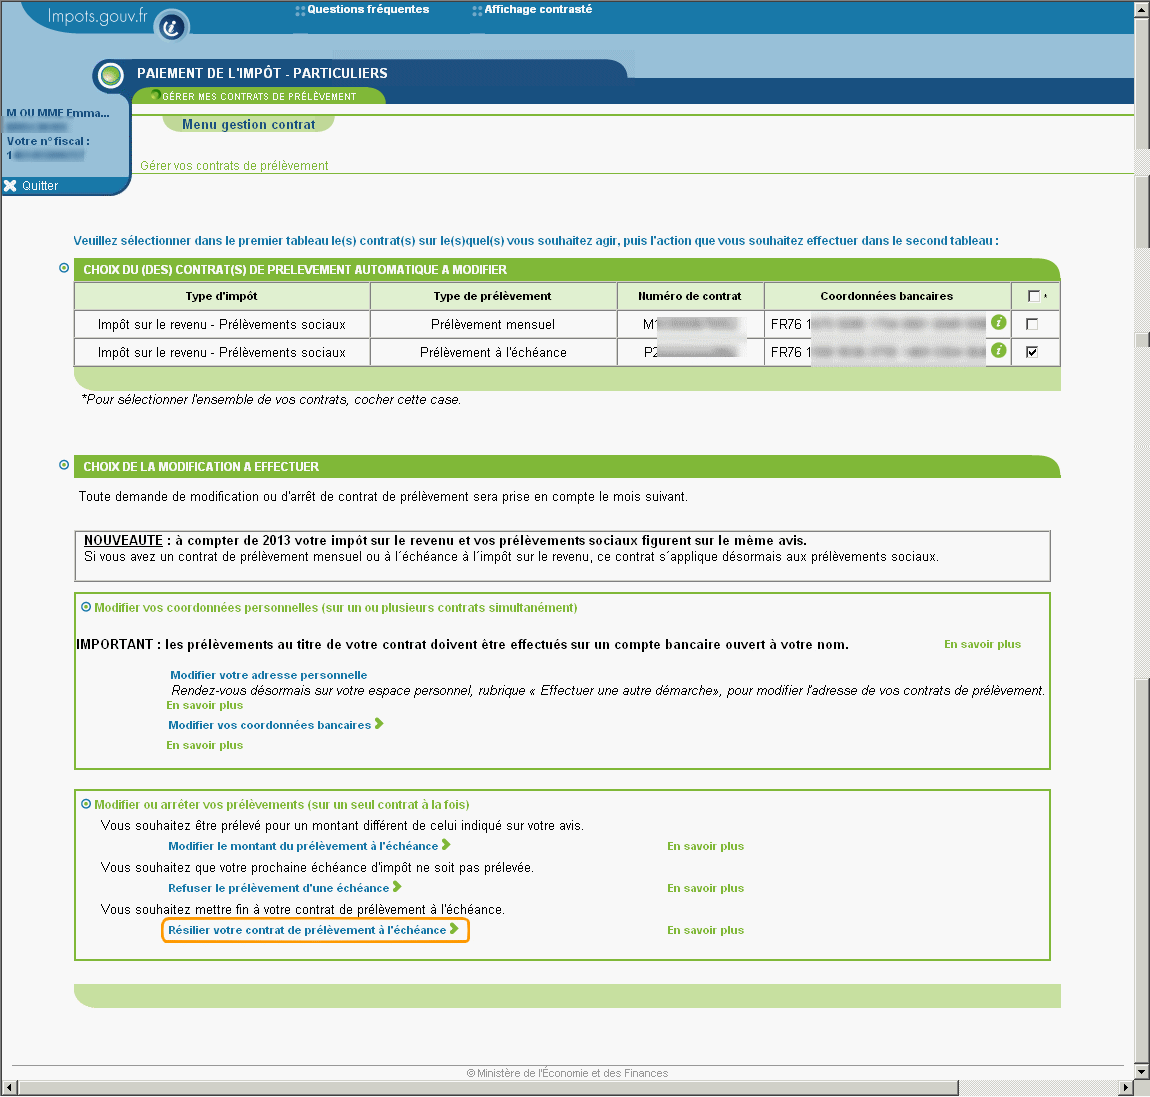 Impots.gouv.fr
Questions fréquentes
Affichage contrasté
PAIEMENT DE L'IMPÔT - PARTICULIERS
GÉRER MES CONTRATS DE PRÉLÈVEMENT
M OU MME Emma...
Menu gestion contrat
Votre n° fiscal :
1
Gérer vos contrats de prélèvement
Quitter
Veuillez sélectionner dans le premier tableau le(s) contrat(s) sur le(s)quel(s) vous souhaitez agir, puis l'action que vous souhaitez effectuer dans le second tableau :
CHOIX DU (DES) CONTRAT(S) DE PRELEVEMENT AUTOMATIQUE A MODIFIER
Type d'impôt Type de prélèvement Numéro de contrat Coordonnées bancaires *
Impôt sur le revenu - Prélèvements sociaux Prélèvement mensuel M1 FR76 1
Impôt sur le revenu - Prélèvements sociaux Prélèvement à l'échéance P2 FR76 1
*Pour sélectionner l'ensemble de vos contrats, cocher cette case.
CHOIX DE LA MODIFICATION A EFFECTUER
Toute demande de modification ou d'arrêt de contrat de prélèvement sera prise en compte le mois suivant.
NOUVEAUTE : à compter de 2013 votre impôt sur le revenu et vos prélèvements sociaux figurent sur le même avis.
Si vous avez un contrat de prélèvement mensuel ou à l´échéance à l´impôt sur le revenu, ce contrat s´applique désormais aux prélèvements sociaux.
Modifier vos coordonnées personnelles (sur un ou plusieurs contrats simultanément)
IMPORTANT : les prélèvements au titre de votre contrat doivent être effectués sur un compte bancaire ouvert à votre nom. En savoir plus
Modifier votre adresse personnelle
Rendez-vous désormais sur votre espace personnel, rubrique « Effectuer une autre démarche», pour modifier l'adresse de vos contrats de prélèvement.
En savoir plus
Modifier vos coordonnées bancaires
En savoir plus
Modifier ou arrêter vos prélèvements (sur un seul contrat à la fois)
Vous souhaitez être prélevé pour un montant différent de celui indiqué sur votre avis.
Modifier le montant du prélèvement à l'échéance En savoir plus
Vous souhaitez que votre prochaine échéance d'impôt ne soit pas prélevée.
Refuser le prélèvement d'une échéance En savoir plus
Vous souhaitez mettre fin à votre contrat de prélèvement à l'échéance.
Résilier votre contrat de prélèvement à l'échéance En savoir plus
© Ministère de l'Économie et des Finances